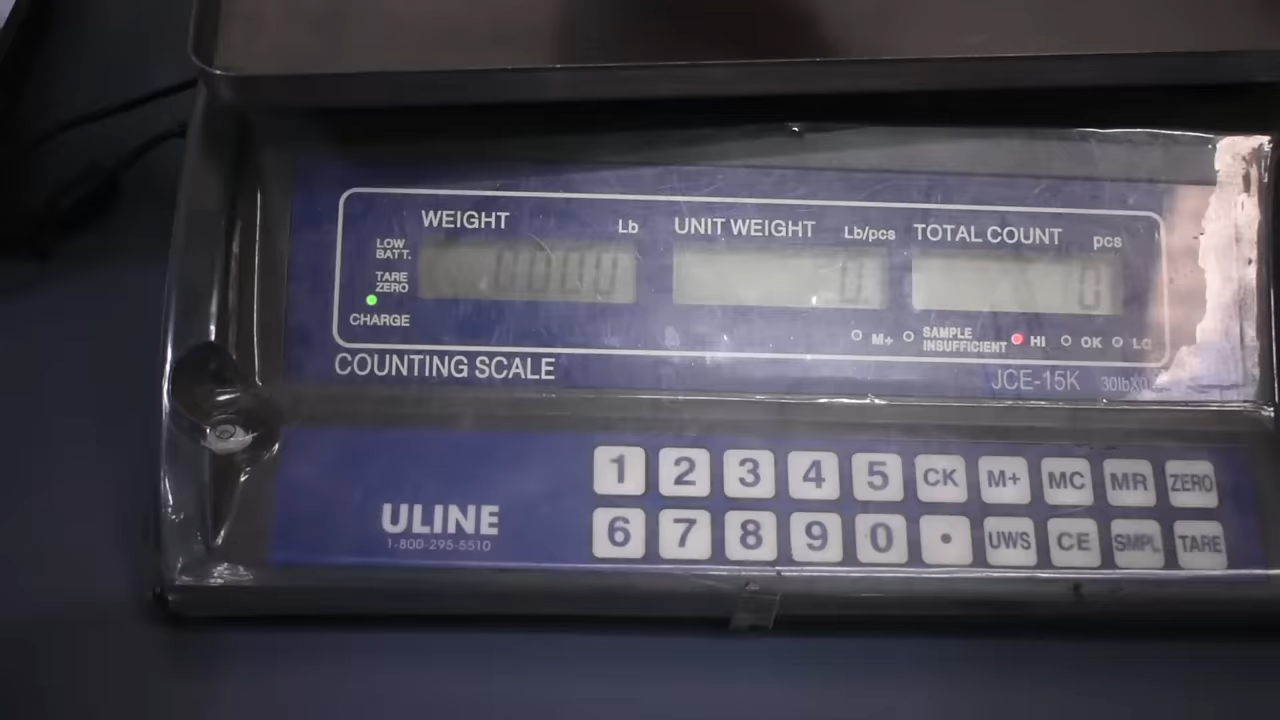 WEIGHT Lb UNIT WEIGHT Lb/pcs TOTAL COUNT pcs
LOW
BATT.
TARE
ZERO
0 0
CHARGE
M+ SAMPLE INSUFFICIENT HI OK LO
COUNTING SCALE JCE-15K
1 2 3 4 5 CK M+ MC MR ZERO
ULINE
1-800-295-5510
6 7 8 9 0 • UWS CE SMPL TARE